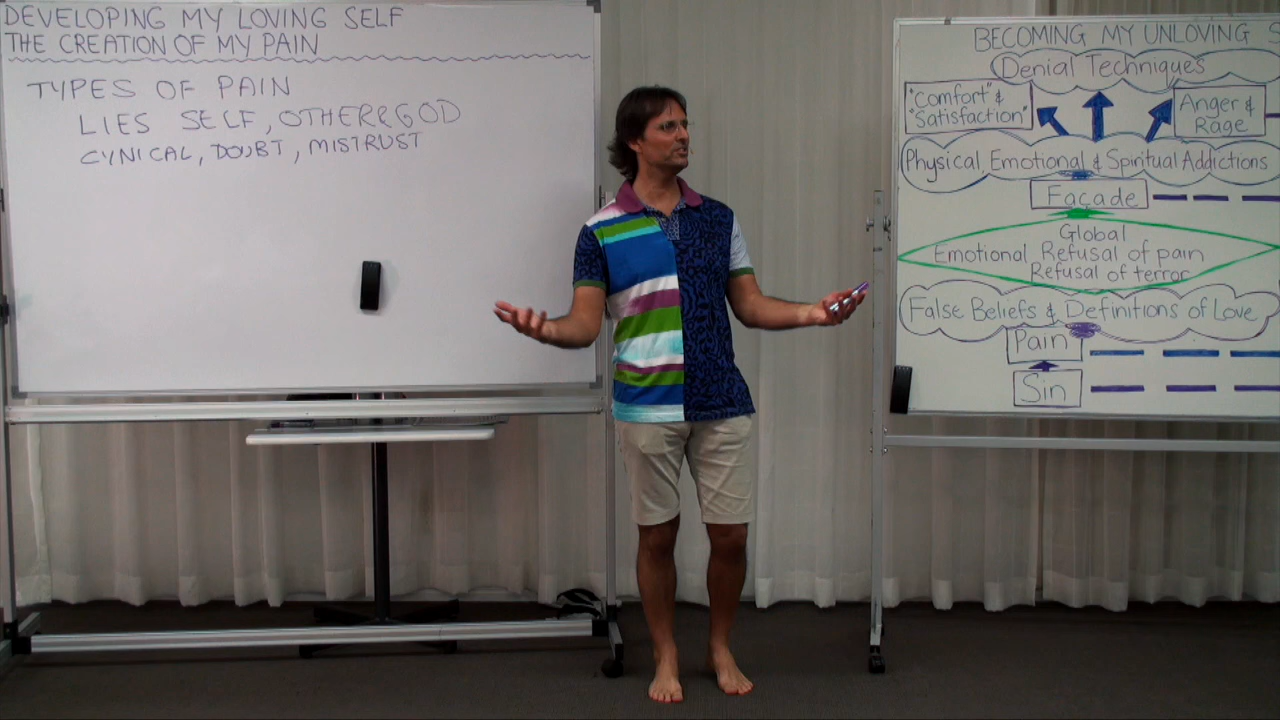 DEVELOPING MY LOVING SELF
THE CREATION OF MY PAIN
TYPES OF PAIN
LIES SELF, OTHER & GOD
CYNICAL, DOUBT, MISTRUST
BECOMING MY UNLOVING S
Denial Techniques
"Comfort" &
"Satisfaction"
Anger &
Rage
Physical, Emotional & Spiritual Addictions
Façade
Global
Emotional Refusal of pain
Refusal of terror
False Beliefs & Definitions of Love
Pain
Sin